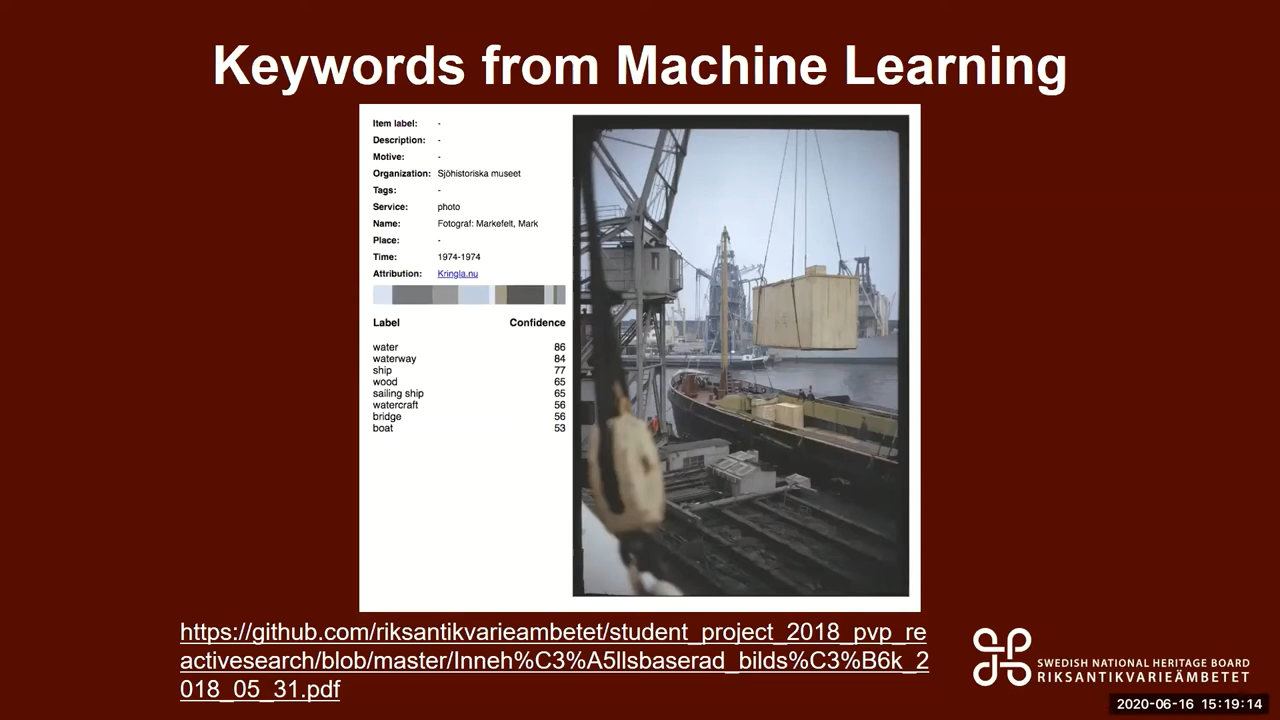 Keywords from Machine Learning
Item label: -
Description: -
Motive: -
Organization: Sjöhistoriska museet
Tags: -
Service: photo
Name: Fotograf: Markefelt, Mark
Place: -
Time: 1974-1974
Attribution: Kringla.nu
Label Confidence
water 86
waterway 84
ship 77
wood 65
sailing ship 65
watercraft 56
bridge 56
boat 53
https://github.com/riksantikvarieambetet/student_project_2018_pvp_re
activesearch/blob/master/Inneh%C3%A5llsbaserad_bilds%C3%B6k_2
018_05_31.pdf
SWEDISH NATIONAL HERITAGE BOARD
RIKSANTIKVARIEÄMBETET
2020-06-16 15:19:14